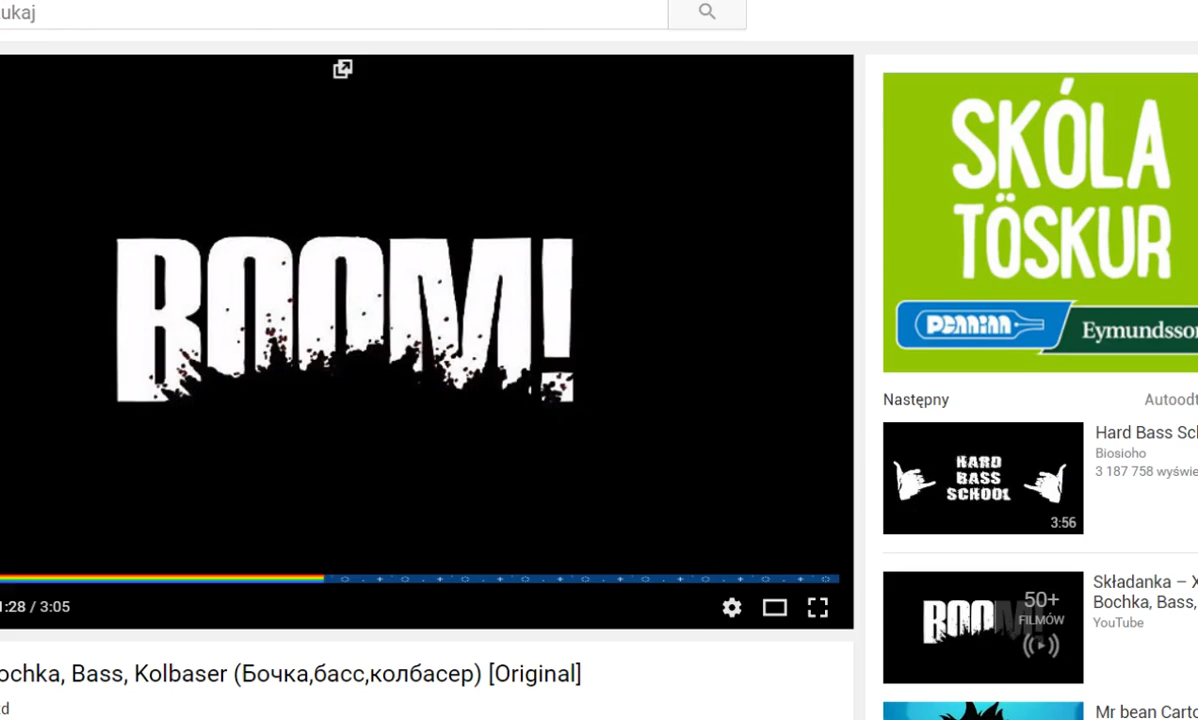 ukaj
BOOM!
1:28 / 3:05
ochka, Bass, Kolbaser (Бочка,басс,колбасер) [Original]
td
SKÓLA
TÖSKUR
Penninn
Eymundsson
Następny
Autoodt
Hard Bass Sch
Biosioho
3 187 758 wyświe
HARD
BASS
SCHOOL
3:56
Składanka – X
Bochka, Bass,
YouTube
BOOM!
50+
FILMÓW
Mr bean Carto